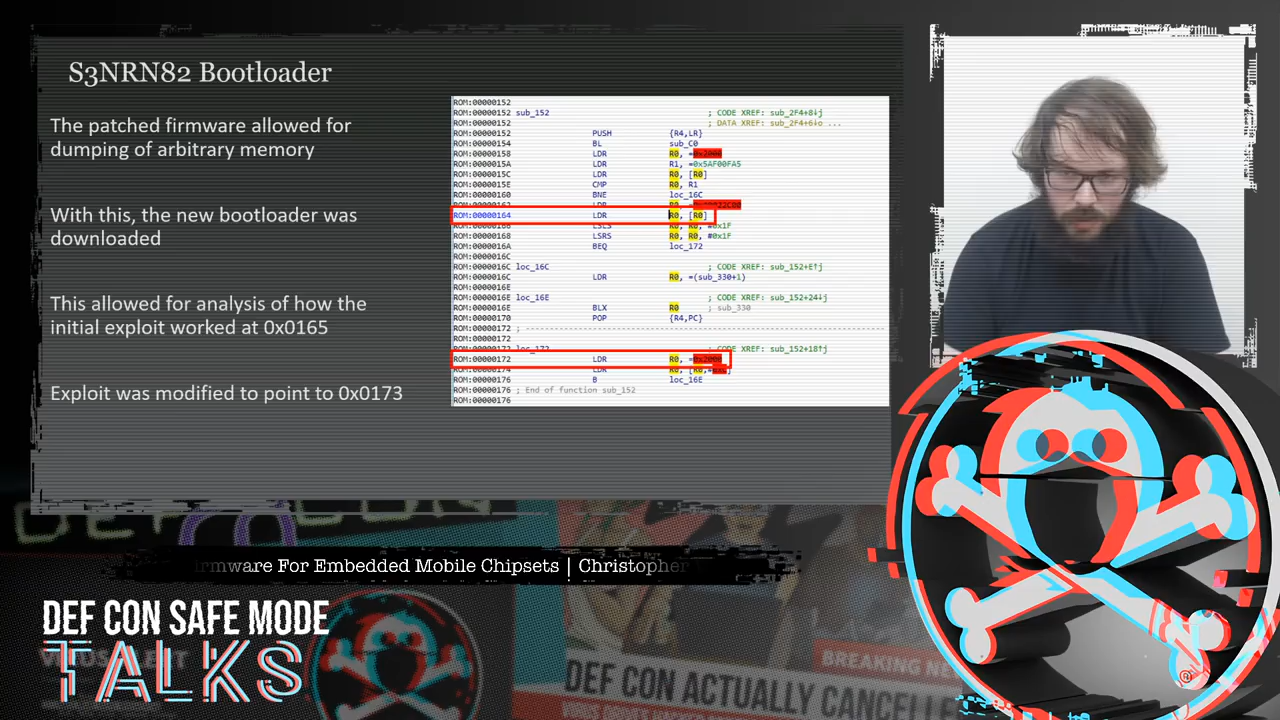 S3NRN82 Bootloader
The patched firmware allowed for
dumping of arbitrary memory
With this, the new bootloader was
downloaded
This allowed for analysis of how the
initial exploit worked at 0x0165
Exploit was modified to point to 0x0173
ROM:00000152
ROM:00000152 sub_152 ; CODE XREF: sub_2F4+8↓j
ROM:00000152 ; DATA XREF: sub_2F4+6↓o ...
ROM:00000152 PUSH {R4,LR}
ROM:00000154 BL sub_C0
ROM:00000158 LDR R0, =0x2000
ROM:0000015A LDR R1, =0x5AF00FA5
ROM:0000015C LDR R0, [R0]
ROM:0000015E CMP R0, R1
ROM:00000160 BNE loc_16C
ROM:00000164 LDR R0, [R0]
ROM:00000168 LSRS R0, R0, #0x1F
ROM:0000016A BEQ loc_172
ROM:0000016C
ROM:0000016C loc_16C ; CODE XREF: sub_152+E↑j
ROM:0000016C LDR R0, =(sub_330+1)
ROM:0000016E
ROM:0000016E loc_16E ; CODE XREF: sub_152+24↓j
ROM:0000016E BLX R0 ; sub_330
ROM:00000170 POP {R4,PC}
ROM:00000172 ; ---------------------------------------------------------------------------
ROM:00000172
ROM:00000172 loc_172 ; CODE XREF: sub_152+18↑j
ROM:00000172 LDR R0, =0x2000
ROM:00000176 B loc_16E
ROM:00000176 ; End of function sub_152
ROM:00000176
Firmware For Embedded Mobile Chipsets | Christopher
DEF CON SAFE MODE
TALKS
BREAKING NE
DEF CON ACTUALLY CANCELLE